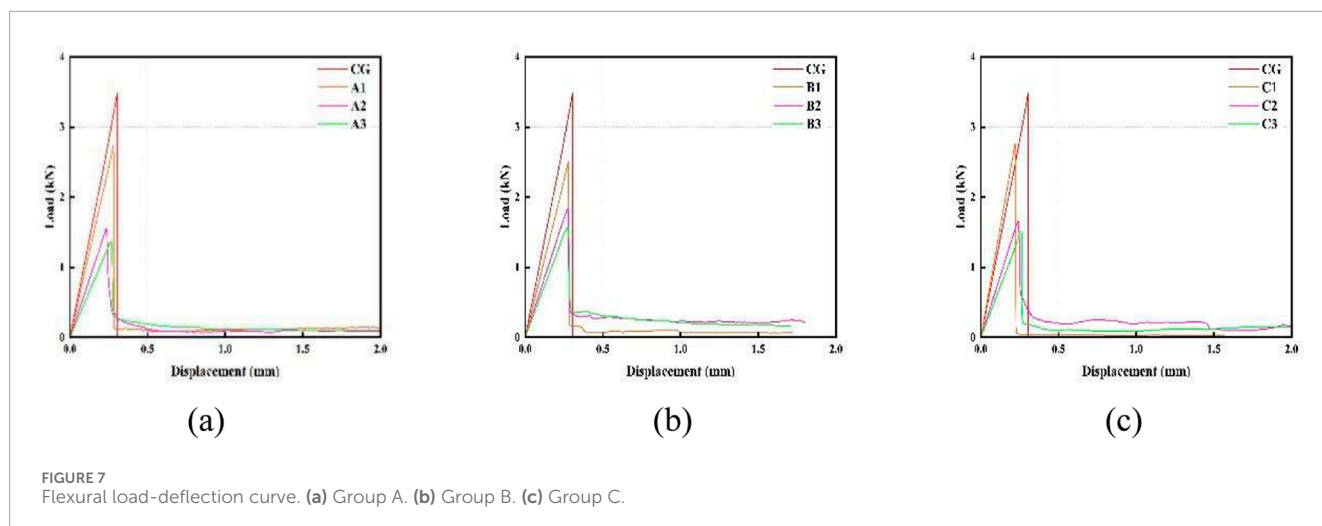 4
3
2
1
0
Load (kN)
0.0
0.5
1.0
1.5
2.0
Displacement (mm)
CG
A1
A2
A3
(a)
4
3
2
1
0
Load (kN)
0.0
0.5
1.0
1.5
2.0
Displacement (mm)
CG
B1
B2
B3
(b)
4
3
2
1
0
Load (kN)
0.0
0.5
1.0
1.5
2.0
Displacement (mm)
CG
C1
C2
C3
(c)
FIGURE 7
Flexural load-deflection curve. (a) Group A. (b) Group B. (c) Group C.